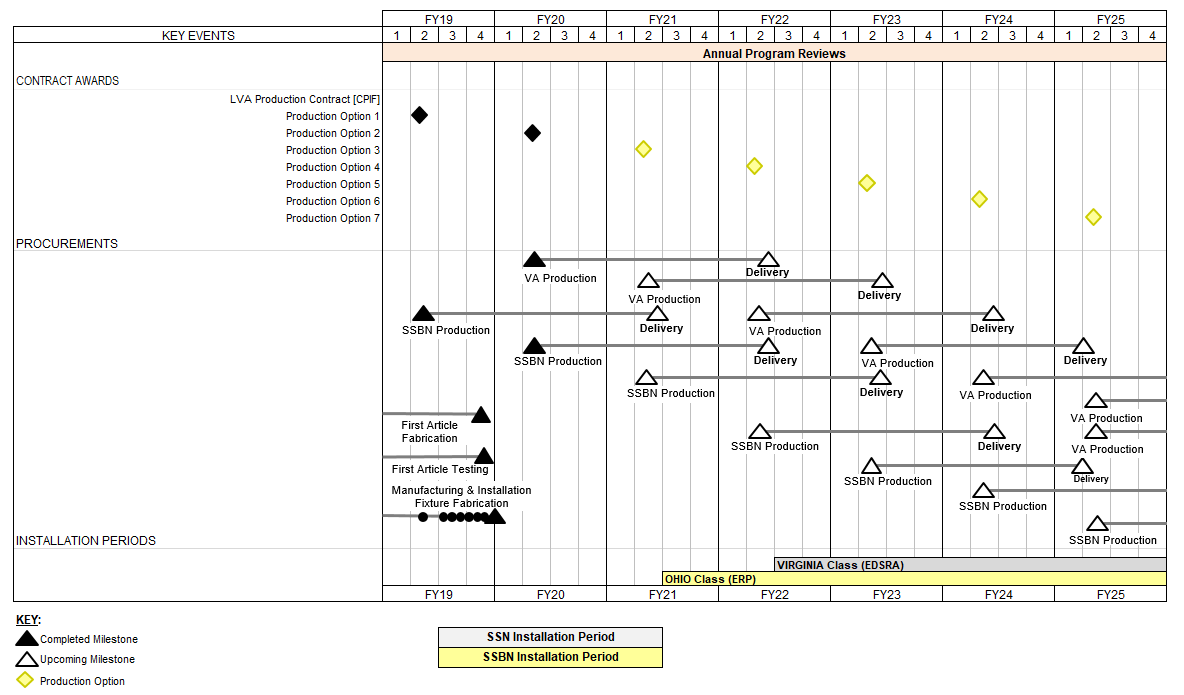 FY19 FY20 FY21 FY22 FY23 FY24 FY25
KEY EVENTS 1 2 3 4 1 2 3 4 1 2 3 4 1 2 3 4 1 2 3 4 1 2 3 4 1 2 3 4
Annual Program Reviews
CONTRACT AWARDS
LVA Production Contract [CPIF]
Production Option 1
Production Option 2
Production Option 3
Production Option 4
Production Option 5
Production Option 6
Production Option 7
PROCUREMENTS
VA Production Delivery
VA Production Delivery
SSBN Production Delivery VA Production Delivery
SSBN Production Delivery VA Production Delivery
SSBN Production Delivery VA Production
VA Production
First Article
Fabrication
SSBN Production Delivery VA Production
First Article Testing
SSBN Production Delivery
Manufacturing & Installation
Fixture Fabrication
SSBN Production
SSBN Production
INSTALLATION PERIODS
VIRGINIA Class (EDSRA)
OHIO Class (ERP)
FY19 FY20 FY21 FY22 FY23 FY24 FY25
KEY:
Completed Milestone
Upcoming Milestone
Production Option
SSN Installation Period
SSBN Installation Period